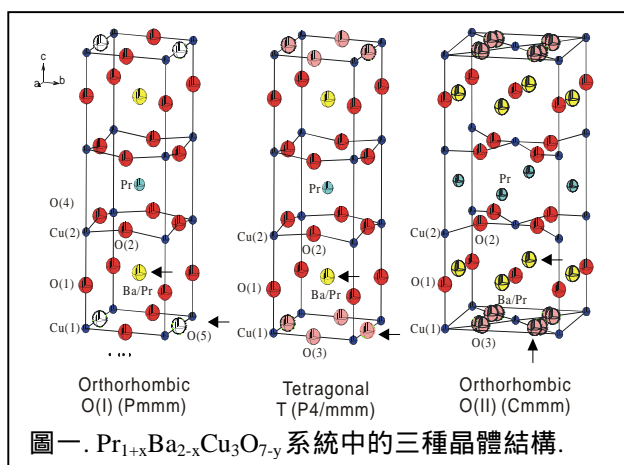 c
a b
Pr
O(4)
Cu(2)
O(2)
O(1)
Ba/Pr
Cu(1)
O(5)
Orthorhombic
O(I) (Pmmm)
Pr
Cu(2)
O(2)
O(1)
Ba/Pr
Cu(1)
O(3)
Tetragonal
T (P4/mmm)
Pr
Cu(2)
O(2)
O(1)
Ba/Pr
Cu(1)
O(3)
Orthorhombic
O(II) (Cmmm)
圖一. Pr1+xBa2-xCu3O7-y 系統中的三種晶體結構.